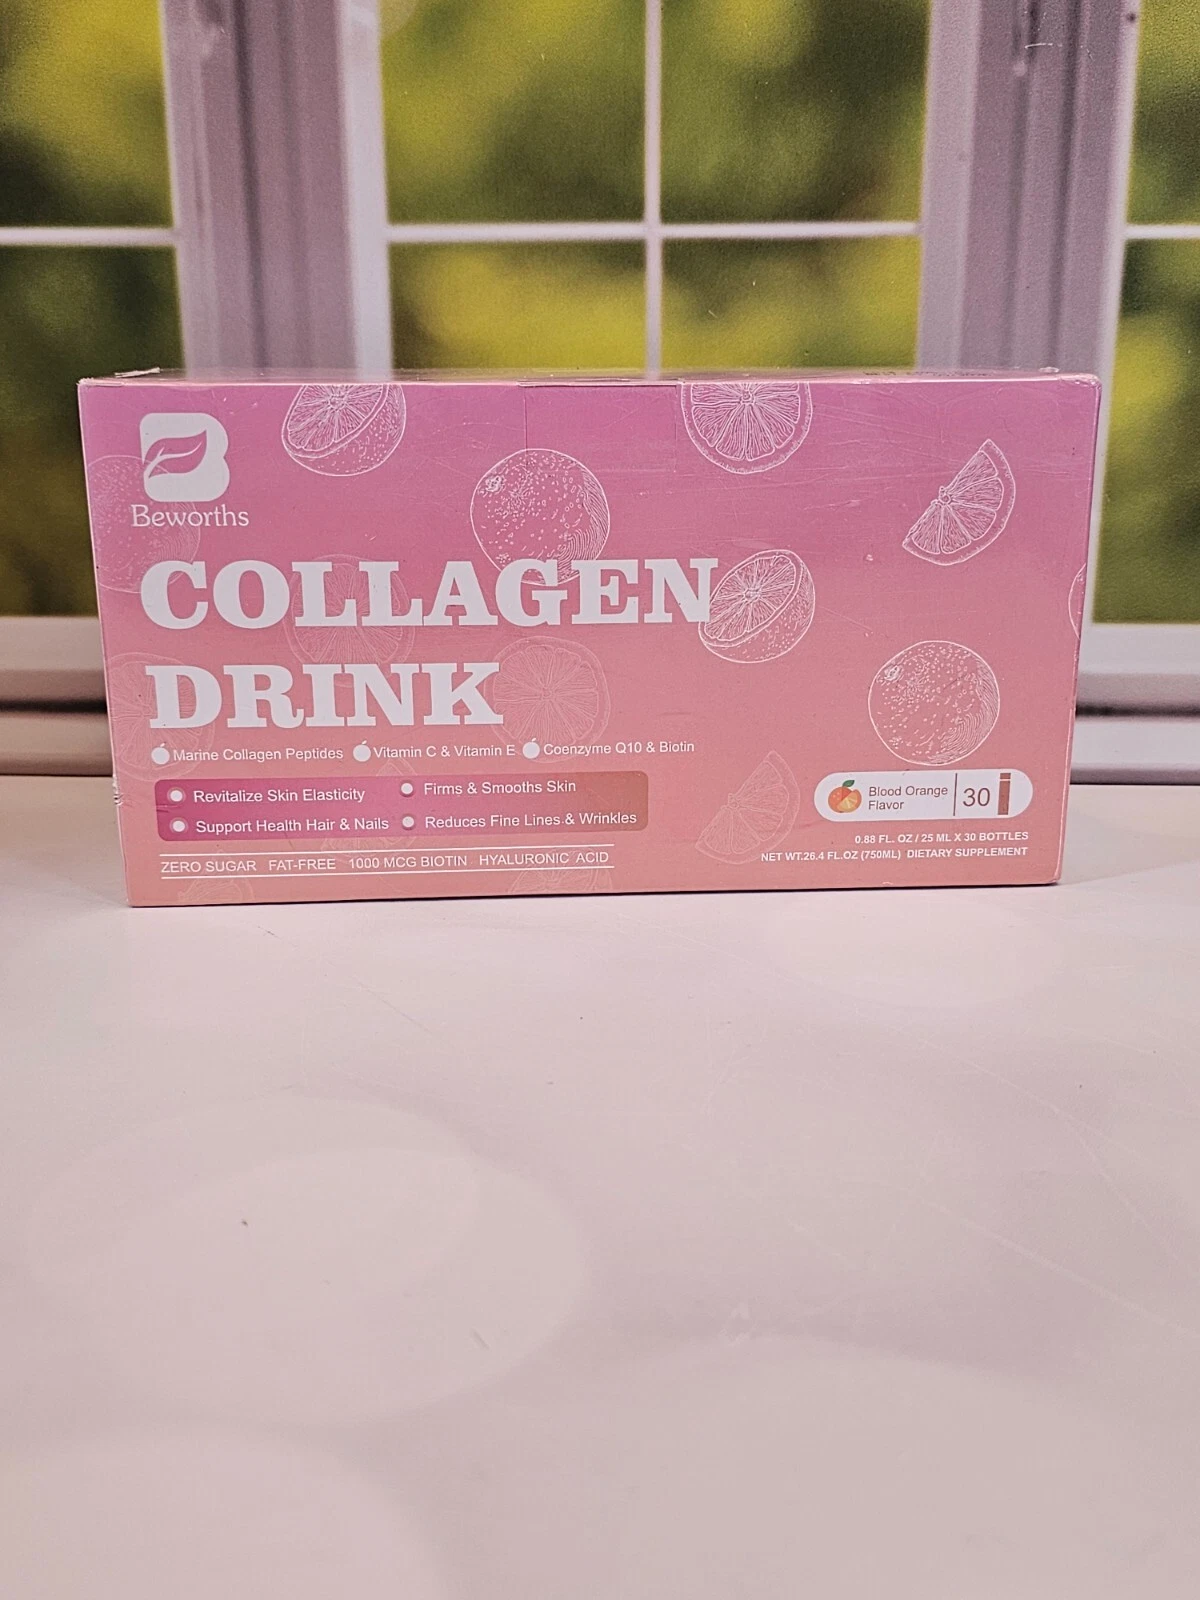 Beworths
COLLAGEN
DRINK
Marine Collagen Peptides Vitamin C & Vitamin E Coenzyme Q10 & Biotin
Revitalize Skin Elasticity Firms & Smooths Skin
Support Health Hair & Nails Reduces Fine Lines & Wrinkles
ZERO SUGAR FAT-FREE 1000 MCG BIOTIN HYALURONIC ACID
Blood Orange
Flavor
30
0.88 FL. OZ / 25 ML X 30 BOTTLES
NET WT.26.4 FL.OZ (750ML) DIETARY SUPPLEMENT